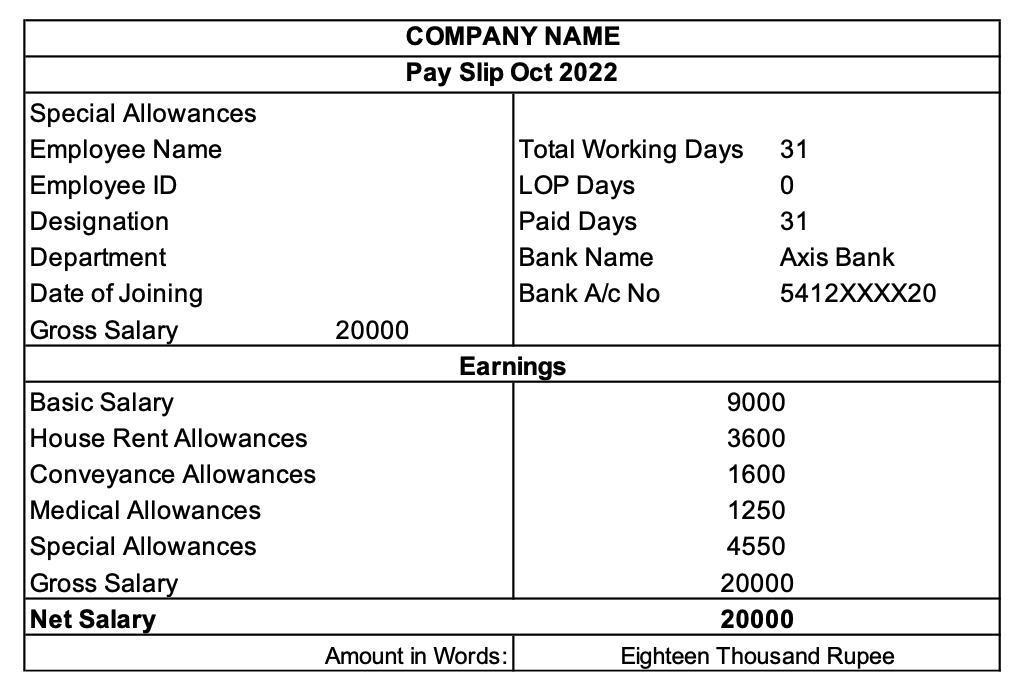 COMPANY NAME
Pay Slip Oct 2022
Special Allowances
Employee Name Total Working Days 31
Employee ID LOP Days 0
Designation Paid Days 31
Department Bank Name Axis Bank
Date of Joining Bank A/c No 5412XXXX20
Gross Salary 20000
Earnings
Basic Salary 9000
House Rent Allowances 3600
Conveyance Allowances 1600
Medical Allowances 1250
Special Allowances 4550
Gross Salary 20000
Net Salary 20000
Amount in Words: Eighteen Thousand Rupee